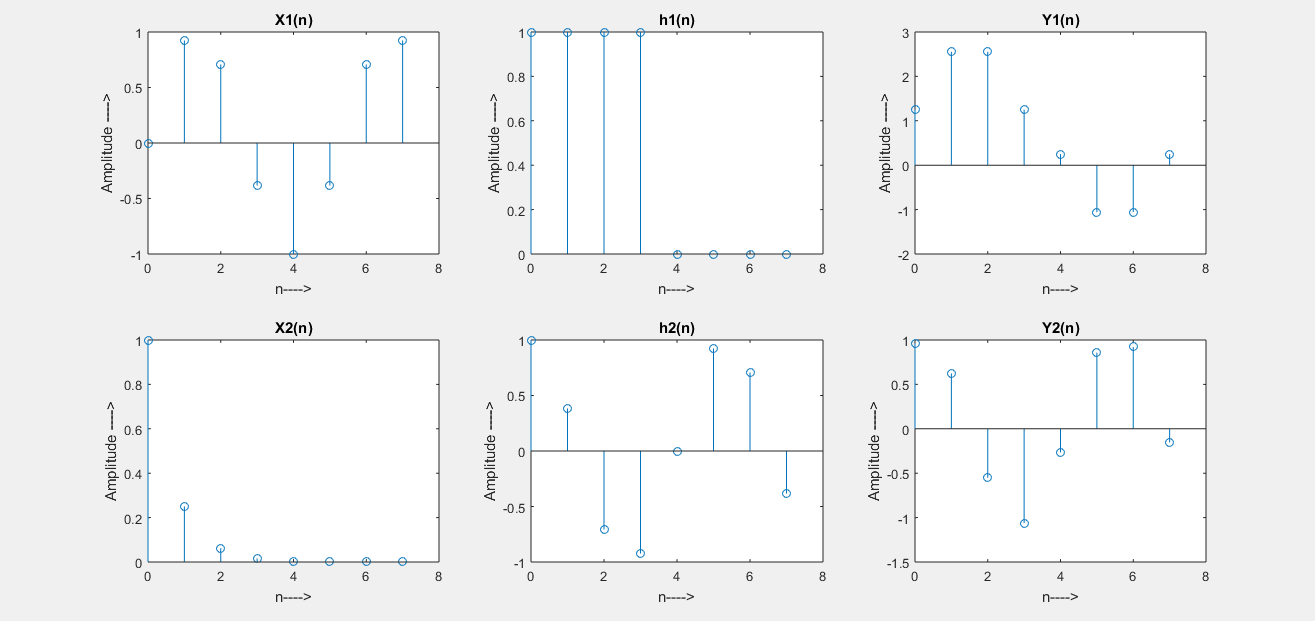 X1(n)
Amplitude ---->
1
0.5
0
-0.5
-1
0 2 4 6 8
n---->
h1(n)
Amplitude ---->
1
0.8
0.6
0.4
0.2
0
0 2 4 6 8
n---->
Y1(n)
Amplitude ---->
3
2
1
0
-1
-2
0 2 4 6 8
n---->
X2(n)
Amplitude ---->
1
0.8
0.6
0.4
0.2
0
0 2 4 6 8
n---->
h2(n)
Amplitude ---->
1
0.5
0
-0.5
-1
0 2 4 6 8
n---->
Y2(n)
Amplitude ---->
1
0.5
0
-0.5
-1
-1.5
0 2 4 6 8
n---->